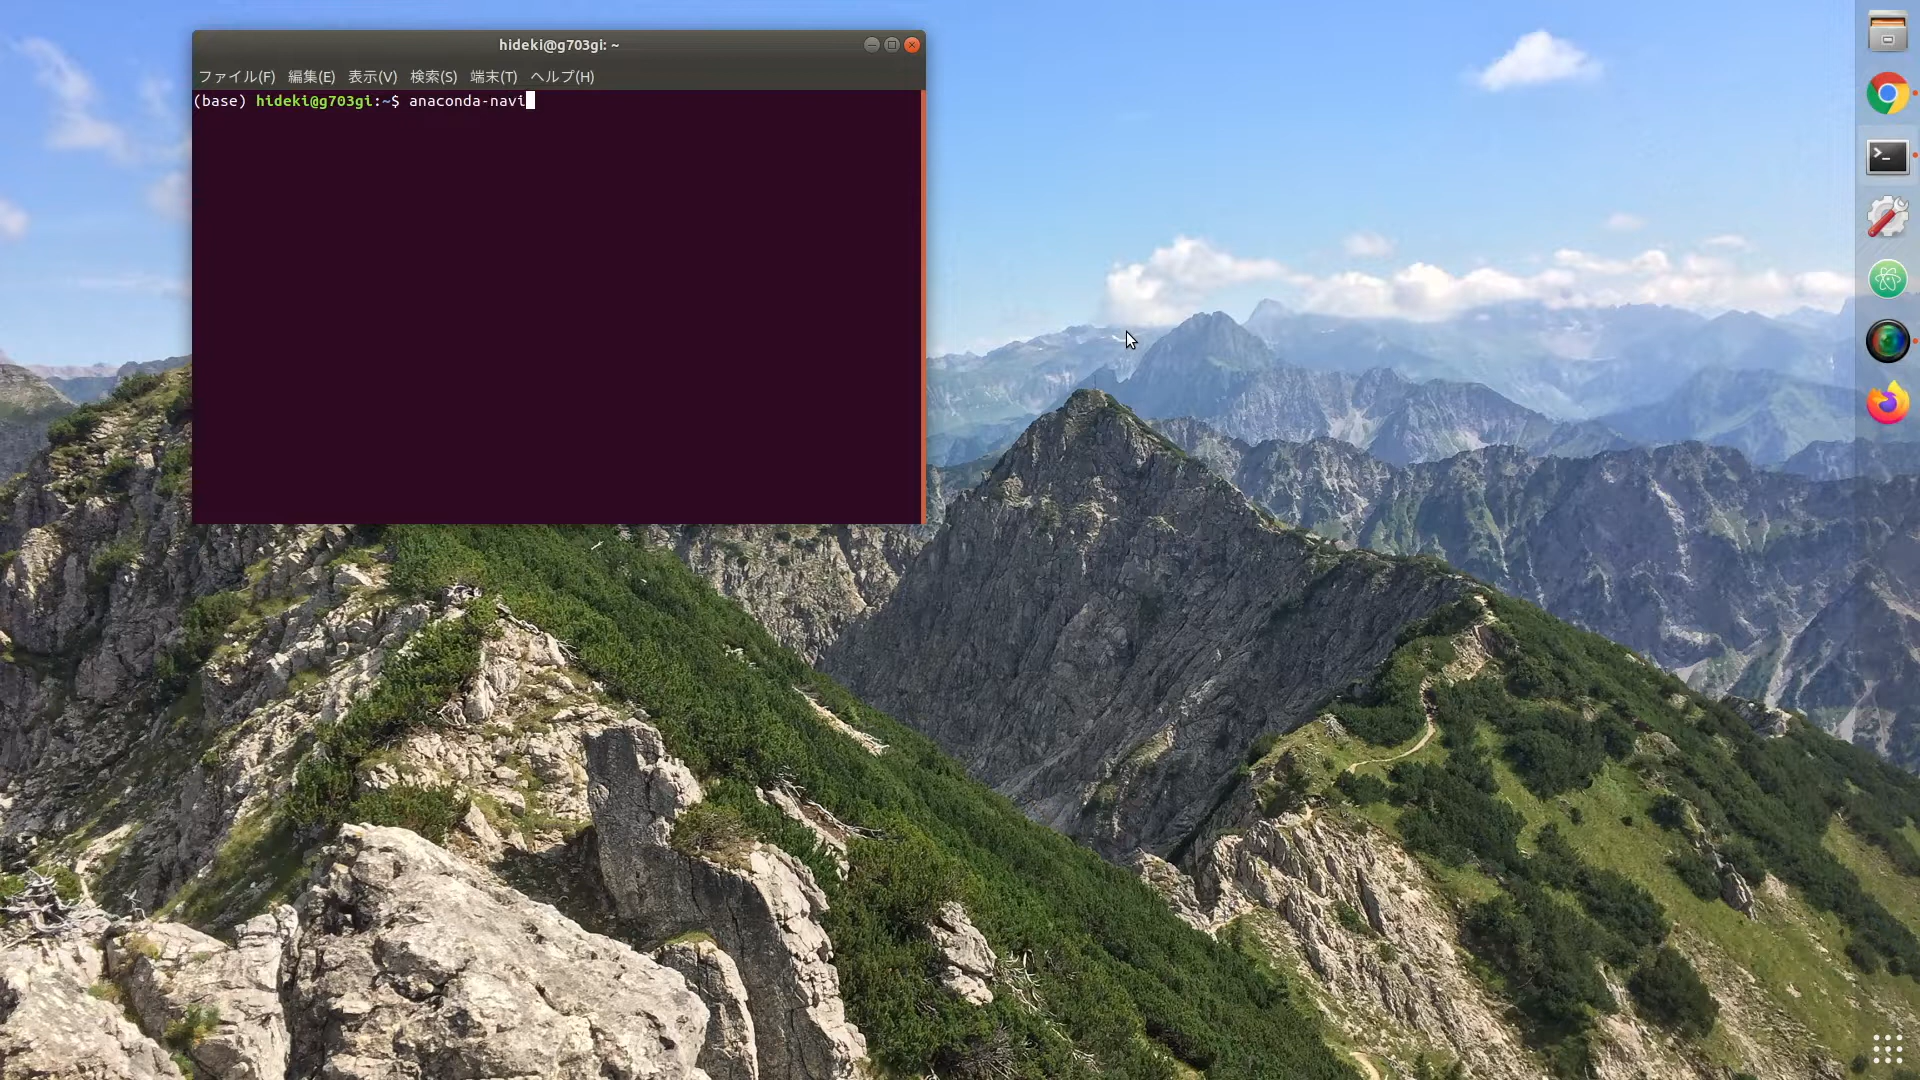 hideki@g703gi: ~
ファイル(F) 編集(E) 表示(V) 検索(S) 端末(T) ヘルプ(H)
(base) hideki@g703gi:~$ anaconda-navi